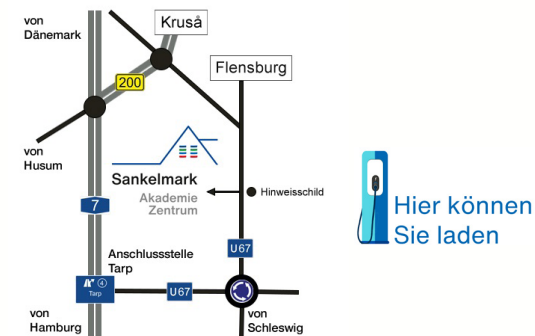 von
Dänemark
Kruså
Flensburg
200
von
Husum
Sankelmark
Akademie
Zentrum
Hinweisschild
7
Hier können
Sie laden
U67
Anschlussstelle
Tarp
4
Tarp
U67
von
Hamburg
von
Schleswig